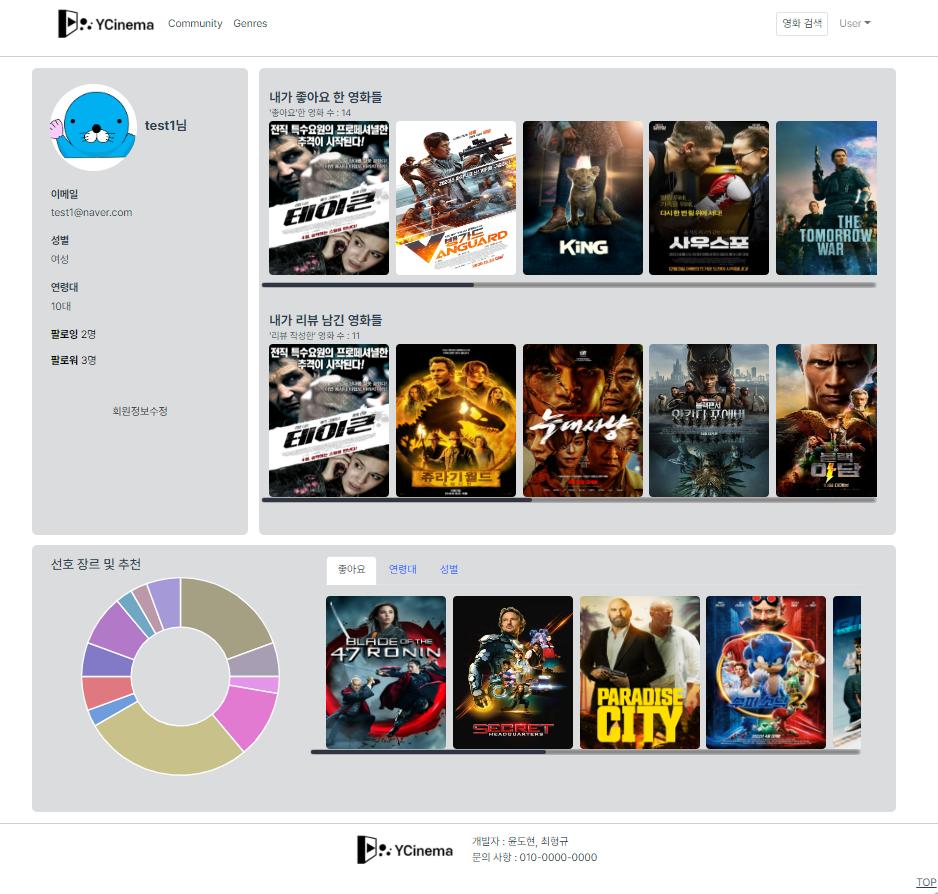 YCinema
Community
Genres
영화 검색
User
test1님
이메일
test1@naver.com
성별
여성
연령대
10대
팔로잉 2명
팔로워 3명
회원정보수정
내가 좋아요 한 영화들
'좋아요'한 영화 수 : 14
전직 특수요원의 프로페셔널한
추격이 시작된다!
테이큰
뱅가드
VANGUARD
KiNG
다시 한 번 링 위에 서다!
사우스포
THE
TOMORROW
WAR
내가 리뷰 남긴 영화들
'리뷰 작성한' 영화 수 : 11
전직 특수요원의 프로페셔널한
추격이 시작된다!
테이큰
쥬라기월드
늑대사냥
블랙팬서
와칸다 포에버
블랙
아담
선호 장르 및 추천
좋아요
연령대
성별
BLADE OF THE
47 RONIN
SECRET
HEADQUARTERS
PARADISE
CITY
수퍼 소닉
YCinema
개발자 : 윤도현, 최형규
문의 사항 : 010-0000-0000
TOP